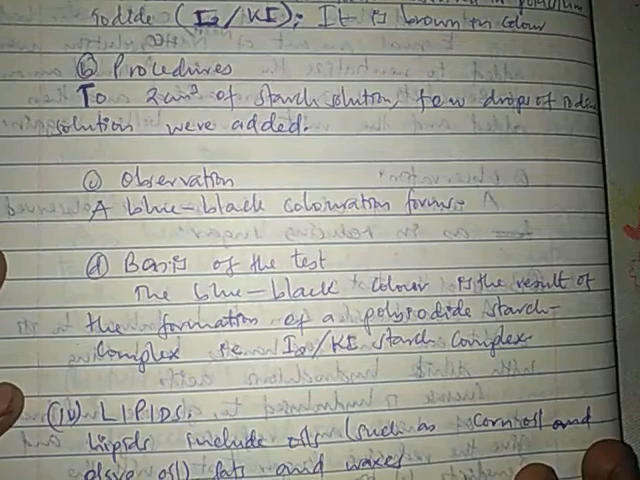 iodide (I2/KI); It is brown in colour
(b) Procedures
To 2cm³ of starch solution, few drops of iodine
solution were added.
(c) Observation
A blue-black colouration forms.
(d) Basis of the test
The blue-black colour is the result of
the formation of a polyiodide starch-
complex ie I2/KI starch complex.
(iv) LIPIDS:
Lipids include oils (such as corn oil and
olive oil) fats and waxes